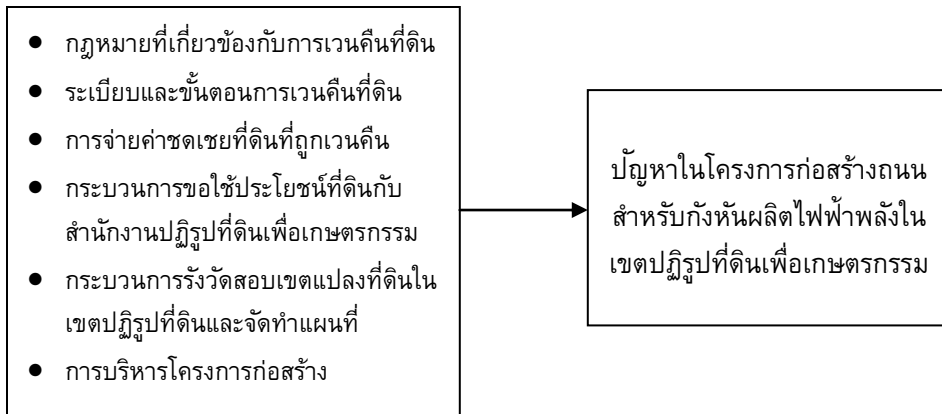 ● กฎหมายที่เกี่ยวข้องกับการเวนคืนที่ดิน
● ระเบียบและขั้นตอนการเวนคืนที่ดิน
● การจ่ายค่าชดเชยที่ดินที่ถูกเวนคืน
● กระบวนการขอใช้ประโยชน์ที่ดินกับ
สำนักงานปฏิรูปที่ดินเพื่อเกษตรกรรม
● กระบวนการรังวัดสอบเขตแปลงที่ดินใน
เขตปฏิรูปที่ดินและจัดทำแผนที่
● การบริหารโครงการก่อสร้าง
ปัญหาในโครงการก่อสร้างถนน
สำหรับกังหันผลิตไฟฟ้าพลังใน
เขตปฏิรูปที่ดินเพื่อเกษตรกรรม